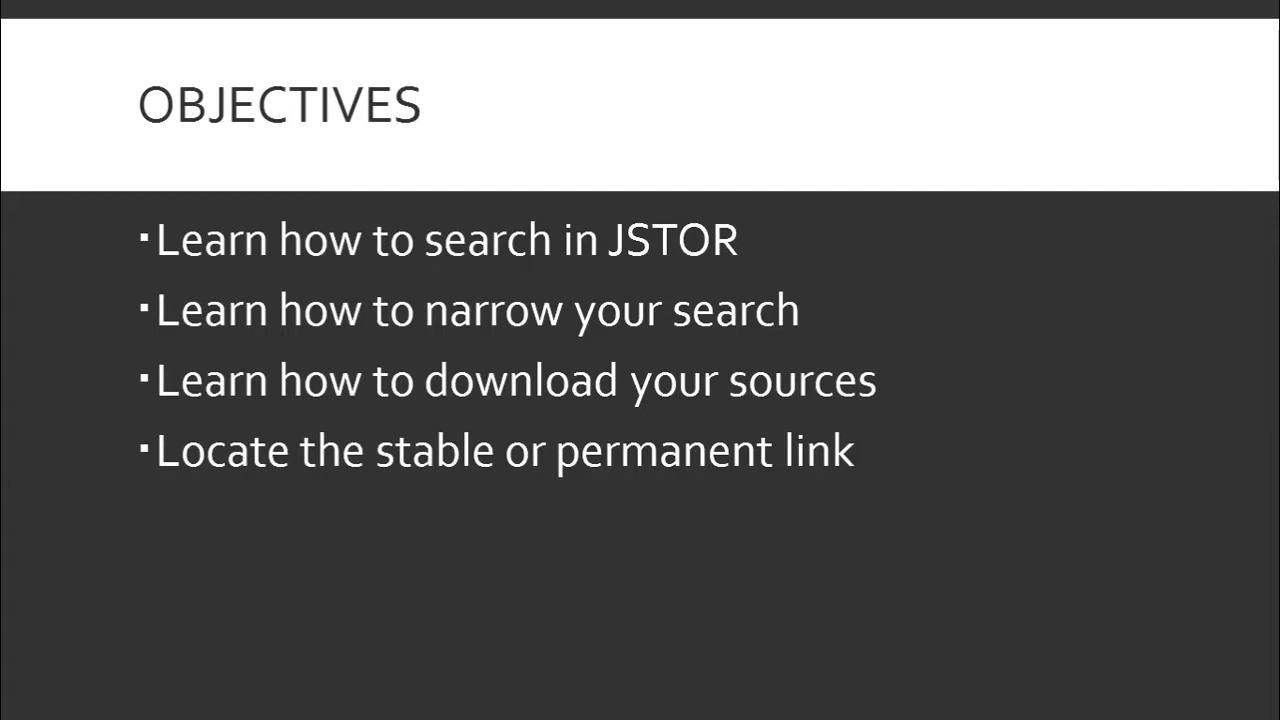 OBJECTIVES
▪Learn how to search in JSTOR
▪Learn how to narrow your search
▪Learn how to download your sources
▪Locate the stable or permanent link